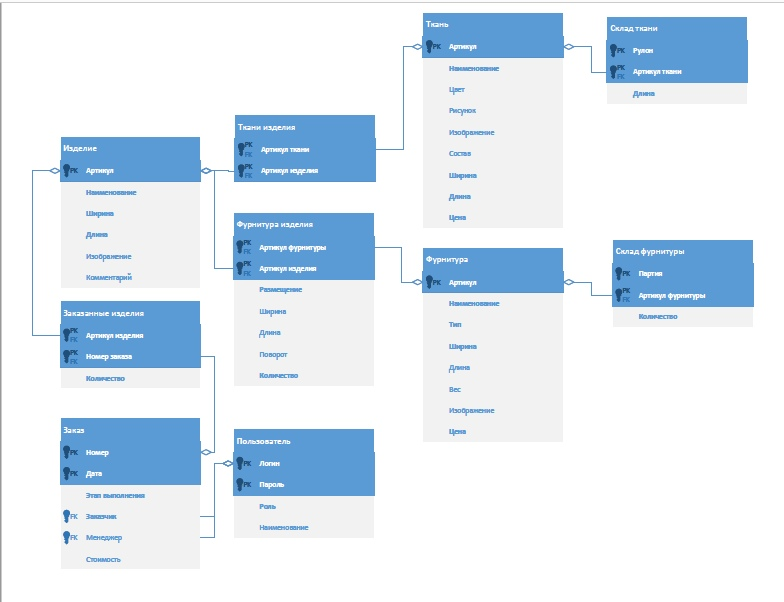 Ткань
PK Артикул
Наименование
Цвет
Рисунок
Изображение
Состав
Ширина
Длина
Цена
Склад ткани
PK Рулон
PK
FK Артикул ткани
Длина
Ткани изделия
PK
FK Артикул ткани
PK
FK Артикул изделия
Изделие
PK Артикул
Наименование
Ширина
Длина
Изображение
Комментарий
Фурнитура изделия
PK
FK Артикул фурнитуры
PK
FK Артикул изделия
Размещение
Ширина
Длина
Поворот
Количество
Фурнитура
PK Артикул
Наименование
Тип
Ширина
Длина
Вес
Изображение
Цена
Склад фурнитуры
PK Партия
PK
FK Артикул фурнитуры
Количество
Заказанные изделия
PK
FK Артикул изделия
PK
FK Номер заказа
Количество
Заказ
PK Номер
PK Дата
Этап выполнения
FK Заказчик
FK Менеджер
Стоимость
Пользователь
PK Логин
PK Пароль
Роль
Наименование